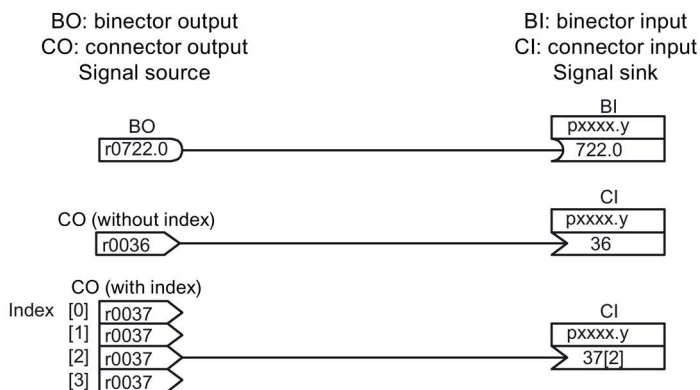 BO: binector output
CO: connector output
Signal source
BI: binector input
CI: connector input
Signal sink
BO
r0722.0
BI
pxxxx.y
722.0
CO (without index)
r0036
CI
pxxxx.y
36
CO (with index)
Index [0] r0037
[1] r0037
[2] r0037
[3] r0037
CI
pxxxx.y
37[2]